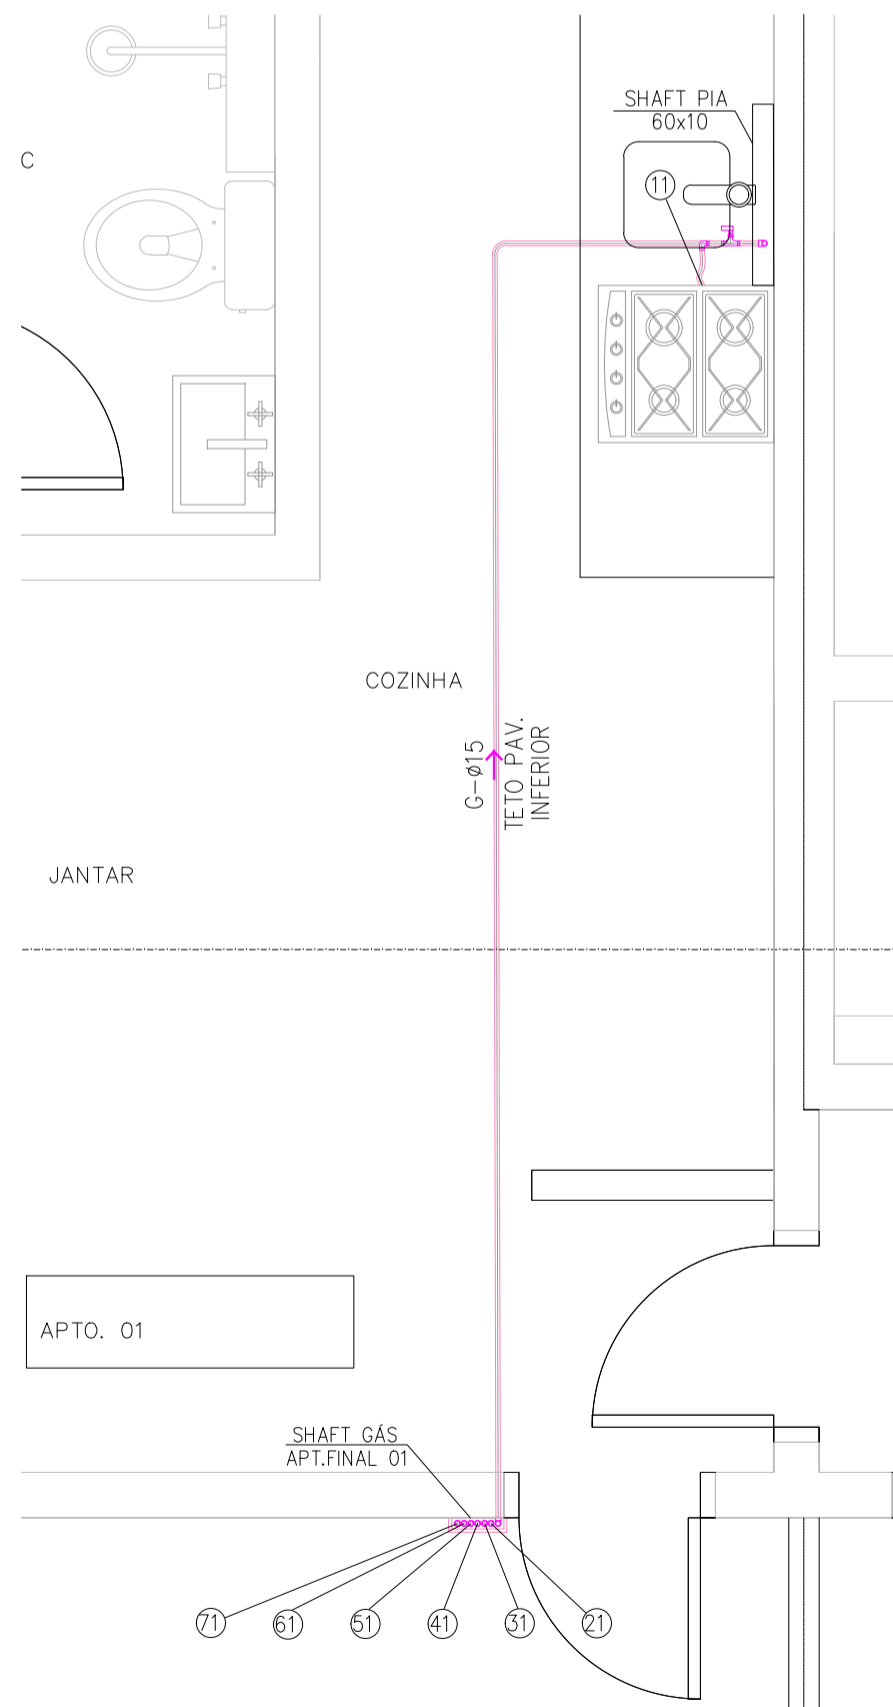 SHAFT PIA
60x10
C
11
COZINHA
G-ø15
TETO PAV.
INFERIOR
JANTAR
APTO. 01
SHAFT GÁS
APT.FINAL 01
71
61
51
41
31
21